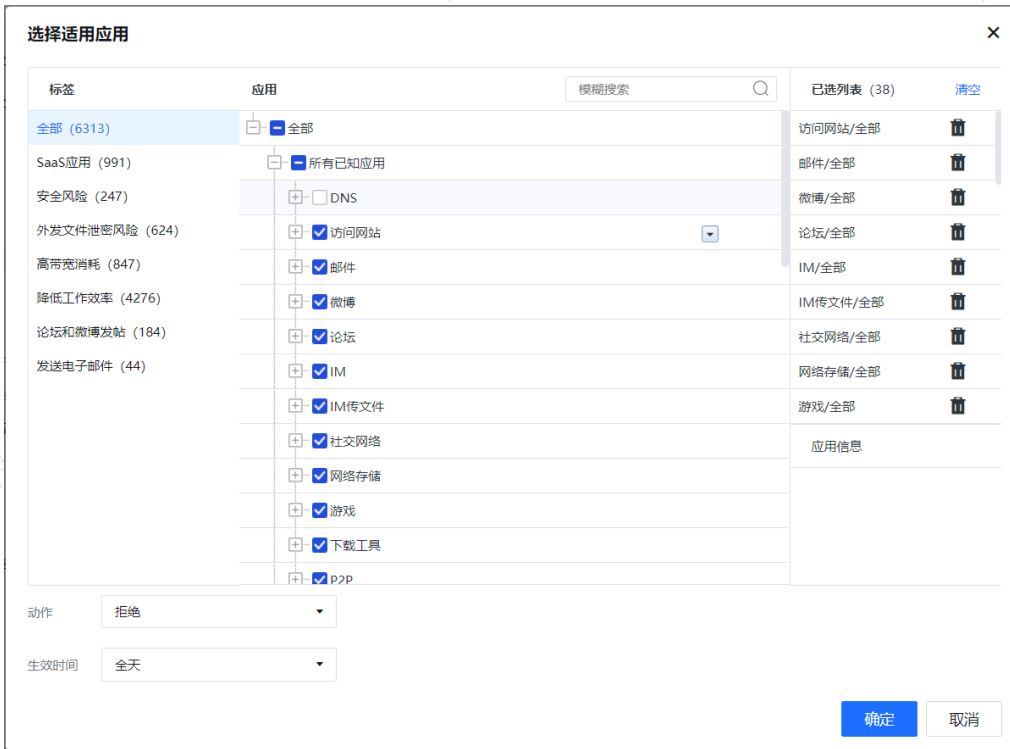 选择适用应用
标签
应用
模糊搜索
已选列表 (38)
清空
全部 (6313)
SaaS应用 (991)
安全风险 (247)
外发文件泄密风险 (624)
高带宽消耗 (847)
降低工作效率 (4276)
论坛和微博发帖 (184)
发送电子邮件 (44)
全部
所有已知应用
DNS
访问网站
邮件
微博
论坛
IM
IM传文件
社交网络
网络存储
游戏
下载工具
P2P
访问网站/全部
邮件/全部
微博/全部
论坛/全部
IM/全部
IM传文件/全部
社交网络/全部
网络存储/全部
游戏/全部
应用信息
动作
拒绝
生效时间
全天
确定
取消